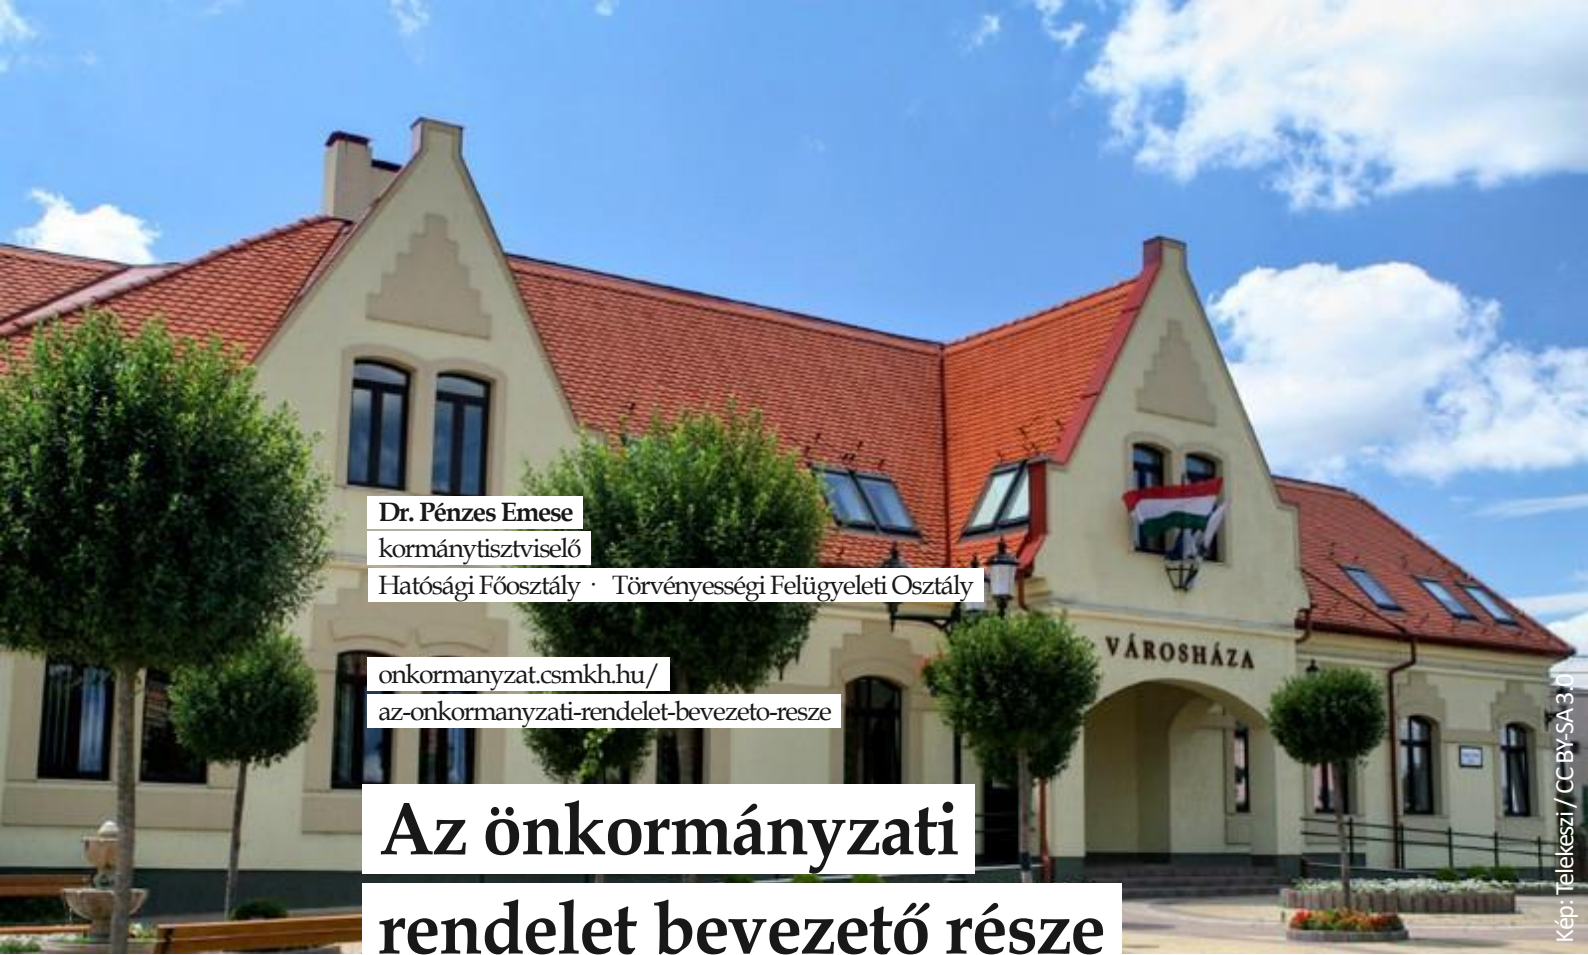 Dr. Pénzes Emese
kormánytisztviselő
Hatósági Főosztály · Törvényességi Felügyeleti Osztály
VÁROSHÁZA
onkormanyzat.csmkh.hu/
az-onkormanyzati-rendelet-bevezeto-resze
Az önkormányzati
rendelet bevezető része
Kép: Telekeszi / CC BY-SA 3.0